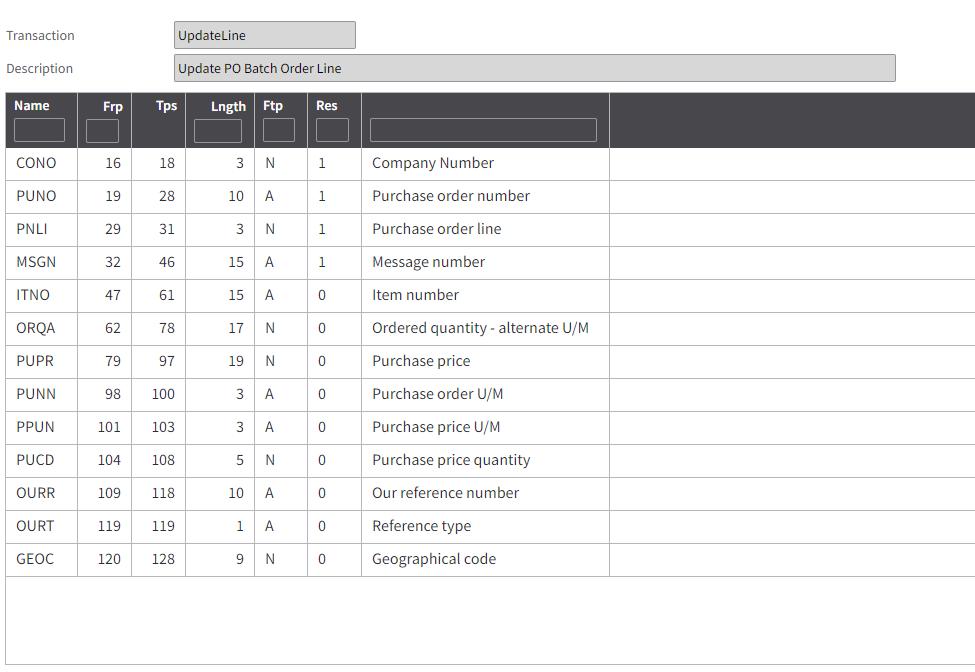 Transaction UpdateLine
Description Update PO Batch Order Line
Name Frp Tps Lngth Ftp Res
CONO 16 18 3 N 1 Company Number
PUNO 19 28 10 A 1 Purchase order number
PNLI 29 31 3 N 1 Purchase order line
MSGN 32 46 15 A 1 Message number
ITNO 47 61 15 A 0 Item number
ORQA 62 78 17 N 0 Ordered quantity - alternate U/M
PUPR 79 97 19 N 0 Purchase price
PUNN 98 100 3 A 0 Purchase order U/M
PPUN 101 103 3 A 0 Purchase price U/M
PUCD 104 108 5 N 0 Purchase price quantity
OURR 109 118 10 A 0 Our reference number
OURT 119 119 1 A 0 Reference type
GEOC 120 128 9 N 0 Geographical code